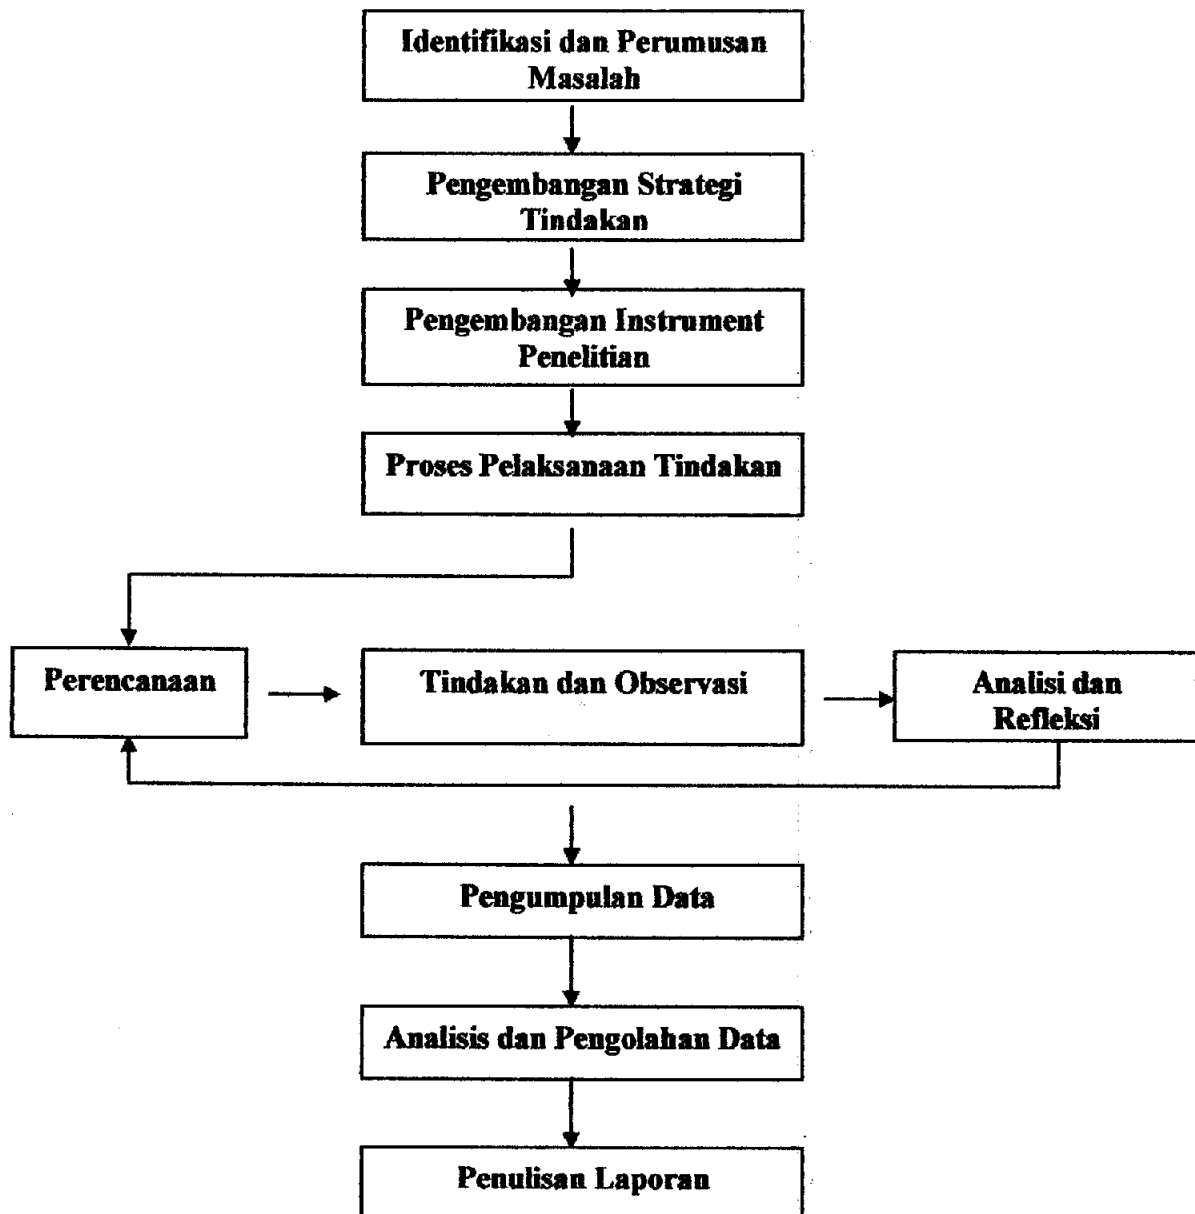 Identifikasi dan Perumusan
Masalah
Pengembangan Strategi
Tindakan
Pengembangan Instrument
Penelitian
Proses Pelaksanaan Tindakan
Perencanaan
Tindakan dan Observasi
Analisi dan
Refleksi
Pengumpulan Data
Analisis dan Pengolahan Data
Penulisan Laporan